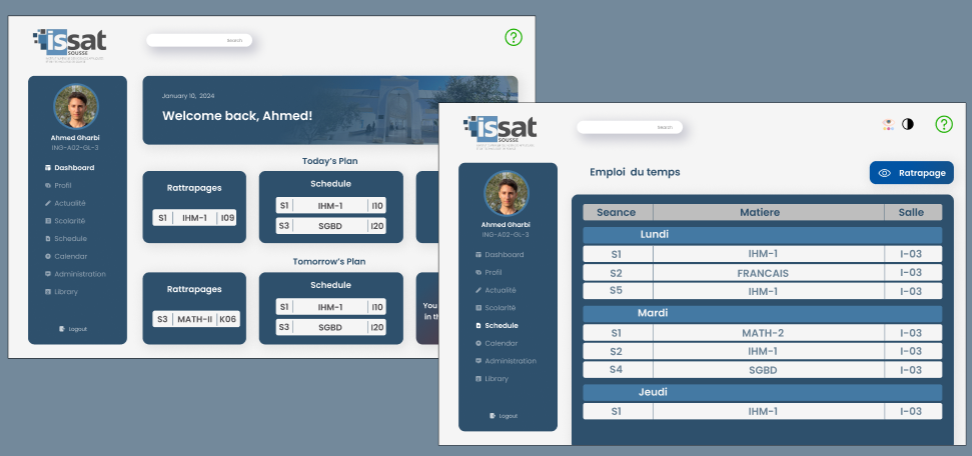 issat
SOUSSE
Search
January 10, 2024
Welcome back, Ahmed!
Ahmed Gharbi
ING-A02-GL-3
Dashboard
Profil
Actualité
Scolarité
Schedule
Calendar
Administration
Library
Logout
Today's Plan
Rattrapages
S1 IHM-1 I09
Schedule
S1 IHM-1 I10
S3 SGBD I20
Tomorrow's Plan
Rattrapages
S3 MATH-II K06
Schedule
S1 IHM-1 I10
S3 SGBD I20
You
in th
issat
SOUSSE
Search
Ahmed Gharbi
ING-A02-GL-3
Dashboard
Profil
Actualité
Scolarité
Schedule
Calendar
Administration
Library
Logout
Emploi du temps
Ratrapage
Seance Matiere Salle
Lundi
S1 IHM-1 I-03
S2 FRANCAIS I-03
S5 IHM-1 I-03
Mardi
S1 MATH-2 I-03
S2 IHM-1 I-03
S4 SGBD I-03
Jeudi
S1 IHM-1 I-03